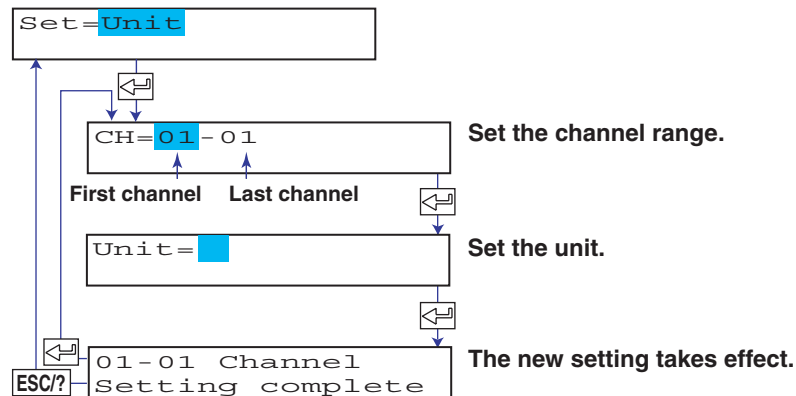 Set=Unit
CH=01-01
Set the channel range.
First channel Last channel
Unit=
Set the unit.
01-01 Channel
Setting complete
The new setting takes effect.
ESC/?